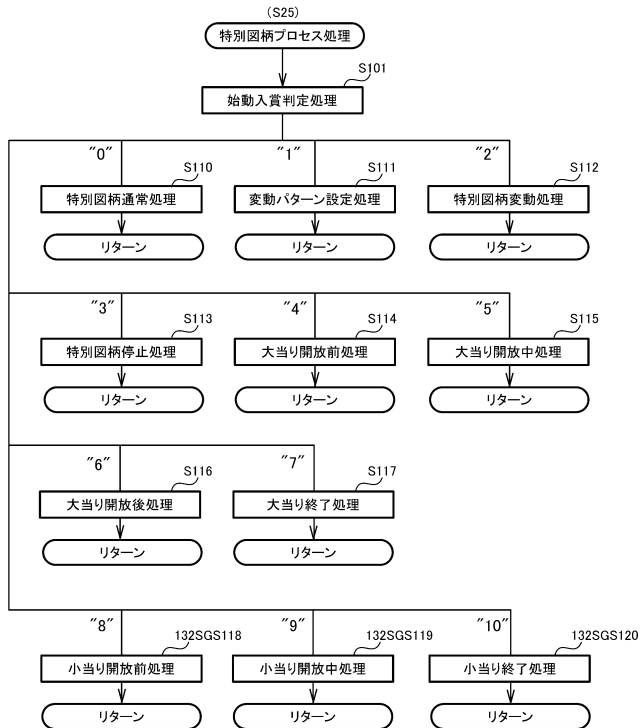 (S25)
特別図柄プロセス処理
S101
始動入賞判定処理
"0" "1" "2"
S110 S111 S112
特別図柄通常処理 変動パターン設定処理 特別図柄変動処理
リターン リターン リターン
"3" "4" "5"
S113 S114 S115
特別図柄停止処理 大当り開放前処理 大当り開放中処理
リターン リターン リターン
"6" "7"
S116 S117
大当り開放後処理 大当り終了処理
リターン リターン
"8" "9" "10"
132SGS118 132SGS119 132SGS120
小当り開放前処理 小当り開放中処理 小当り終了処理
リターン リターン リターン